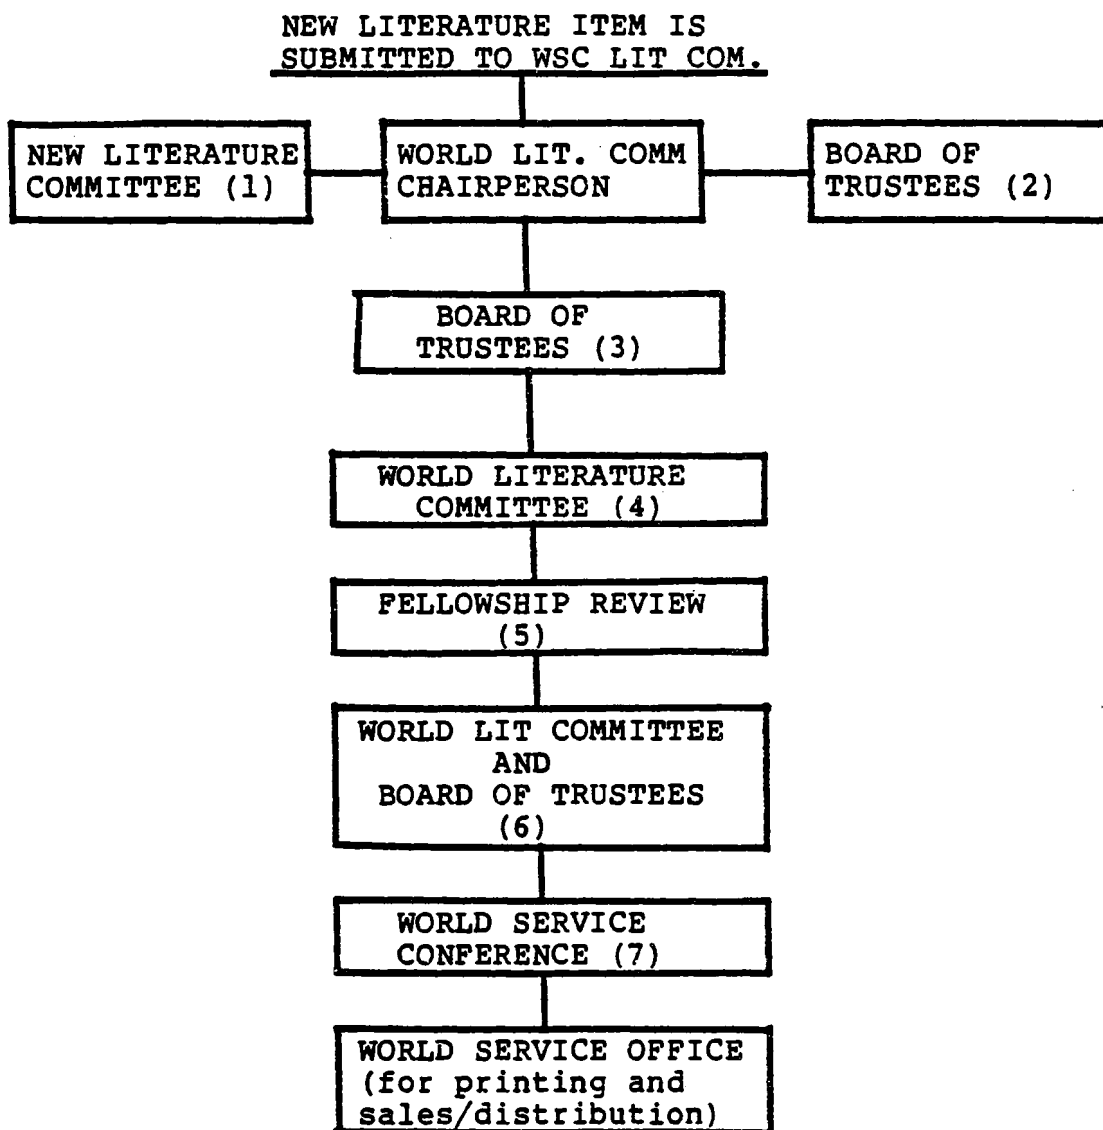 NEW LITERATURE ITEM IS
SUBMITTED TO WSC LIT COM.
NEW LITERATURE
COMMITTEE (1)
WORLD LIT. COMM
CHAIRPERSON
BOARD OF
TRUSTEES (2)
BOARD OF
TRUSTEES (3)
WORLD LITERATURE
COMMITTEE (4)
FELLOWSHIP REVIEW
(5)
WORLD LIT COMMITTEE
AND
BOARD OF TRUSTEES
(6)
WORLD SERVICE
CONFERENCE (7)
WORLD SERVICE OFFICE
(for printing and
sales/distribution)